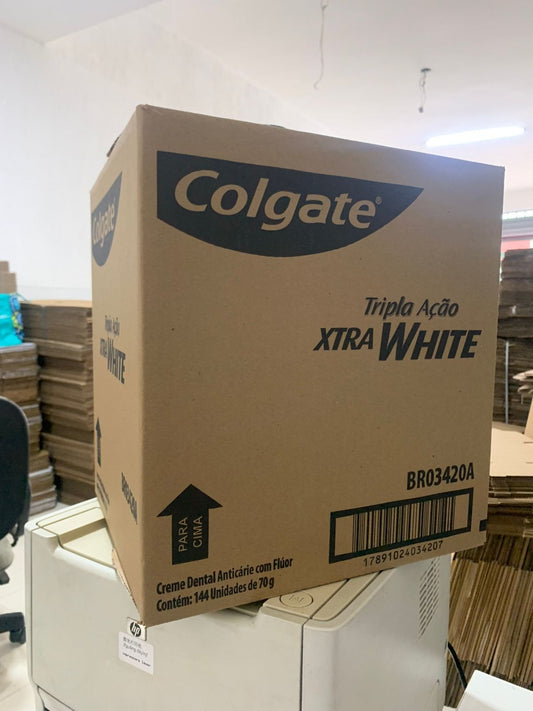 Colgate®
Tripla Ação
XTRA WHITE
BR03420A
PARA
CIMA
17891024034207
Creme Dental Anticárie com Flúor
Contém: 144 Unidades de 70 g
Colgate
Tripla Ação
XTRA WHITE
BR03420A
hp